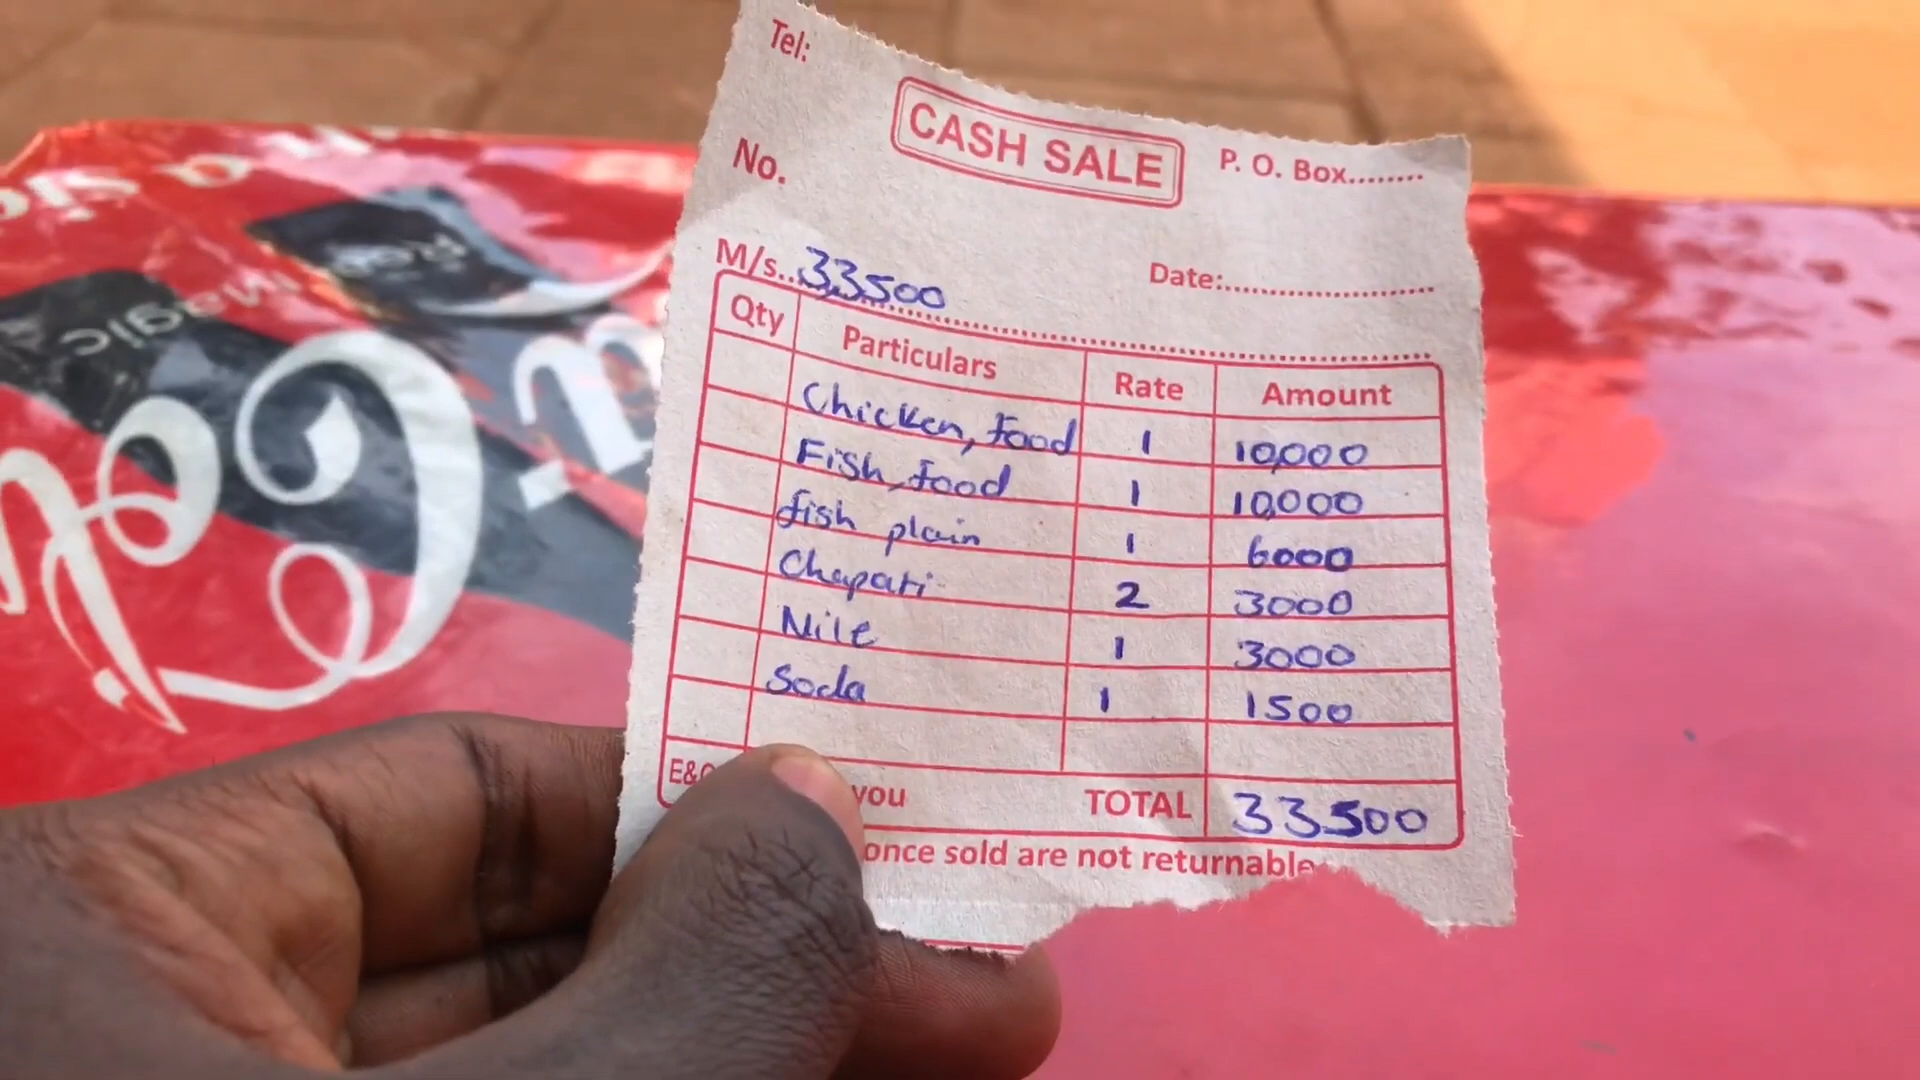 Tel:
CASH SALE
P. O. Box........
No.
M/s..33500
Date:........................
Qty Particulars Rate Amount
Chicken, Food 1 10,000
Fish, Food 1 10,000
fish plain 1 6000
Chapati 2 3000
Nile 1 3000
Soda 1 1500
E&O you TOTAL 33500
once sold are not returnable
Magic